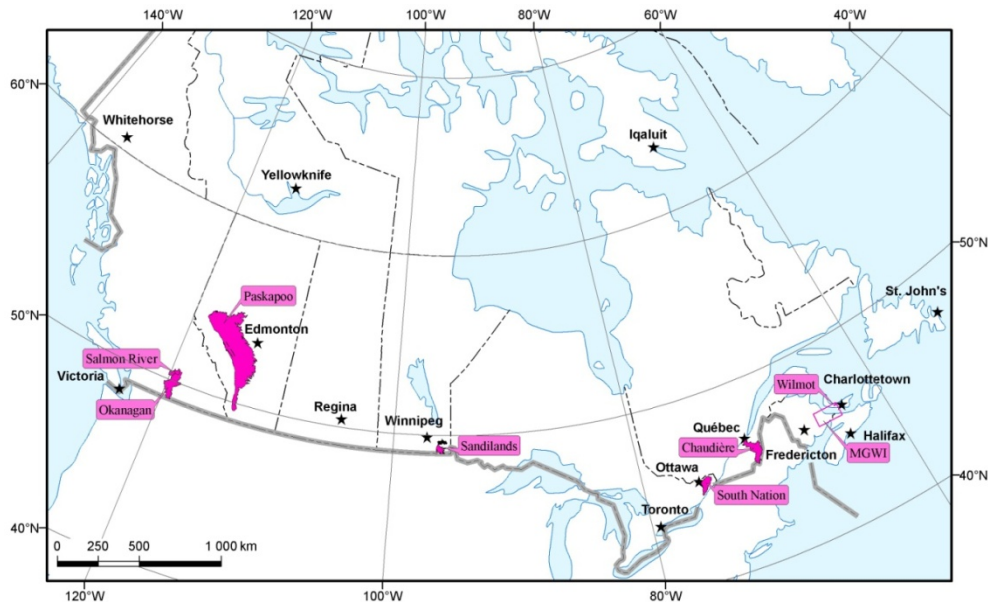 140°W
120°W
100°W
80°W
60°W
40°W
60°N
Whitehorse
Iqaluit
Yellowknife
50°N
St. John's
Paskapoo
50°N
Edmonton
Salmon River
Victoria
Wilmot
Charlottetown
Okanagan
Regina
Winnipeg
Québec
Halifax
Sandilands
Chaudière
Fredericton
MGWI
Ottawa
40°N
South Nation
Toronto
40°N
0 250 500 1 000 km
120°W
100°W
80°W
60°W